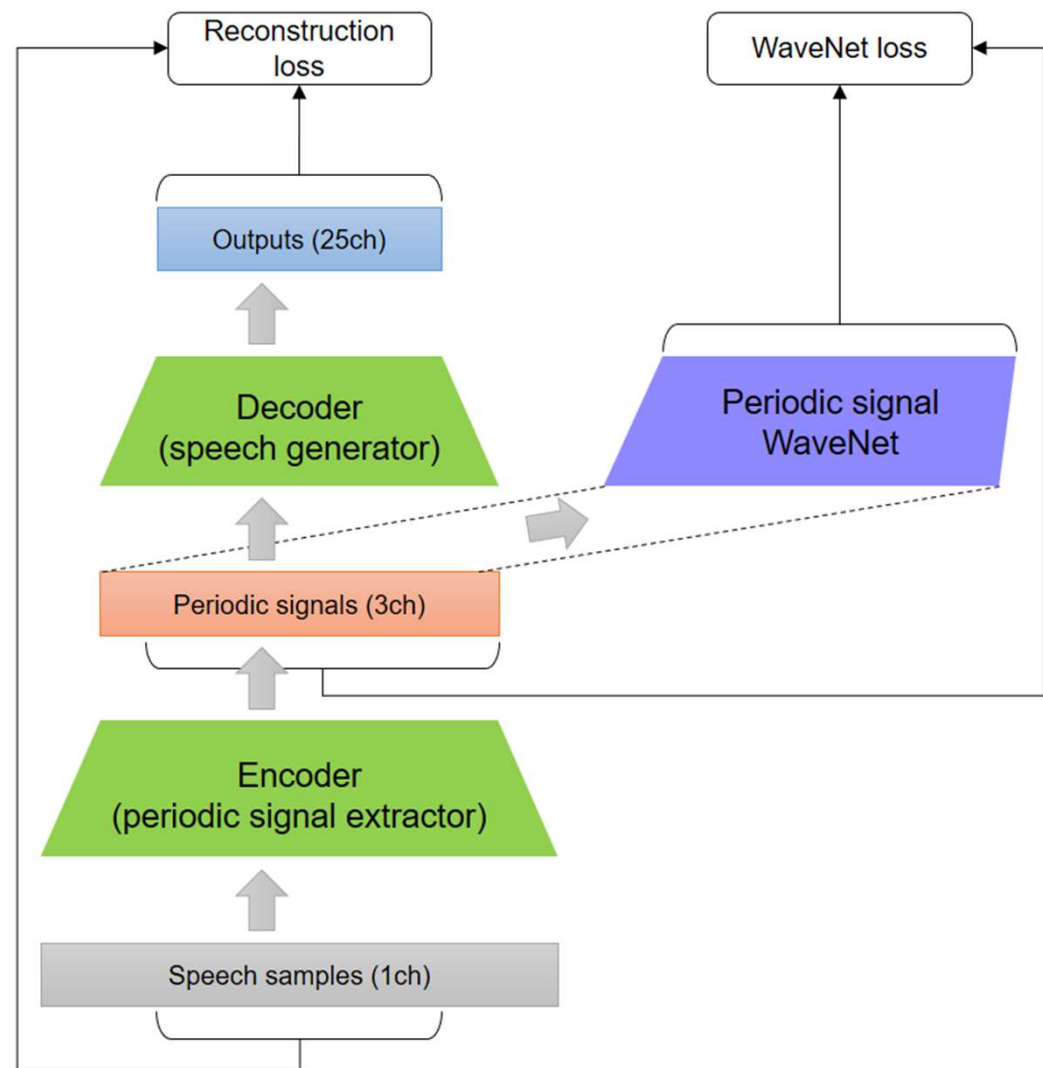 Reconstruction
loss
WaveNet loss
Outputs (25ch)
Decoder
(speech generator)
Periodic signal
WaveNet
Periodic signals (3ch)
Encoder
(periodic signal extractor)
Speech samples (1ch)